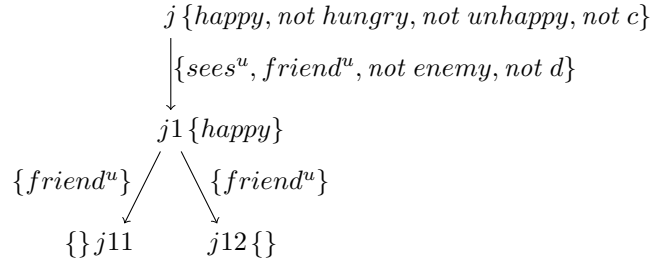 j {happy, not hungry, not unhappy, not c}
{sees^u, friend^u, not enemy, not d}
j1 {happy}
{friend^u} {friend^u}
{} j11 j12 {}